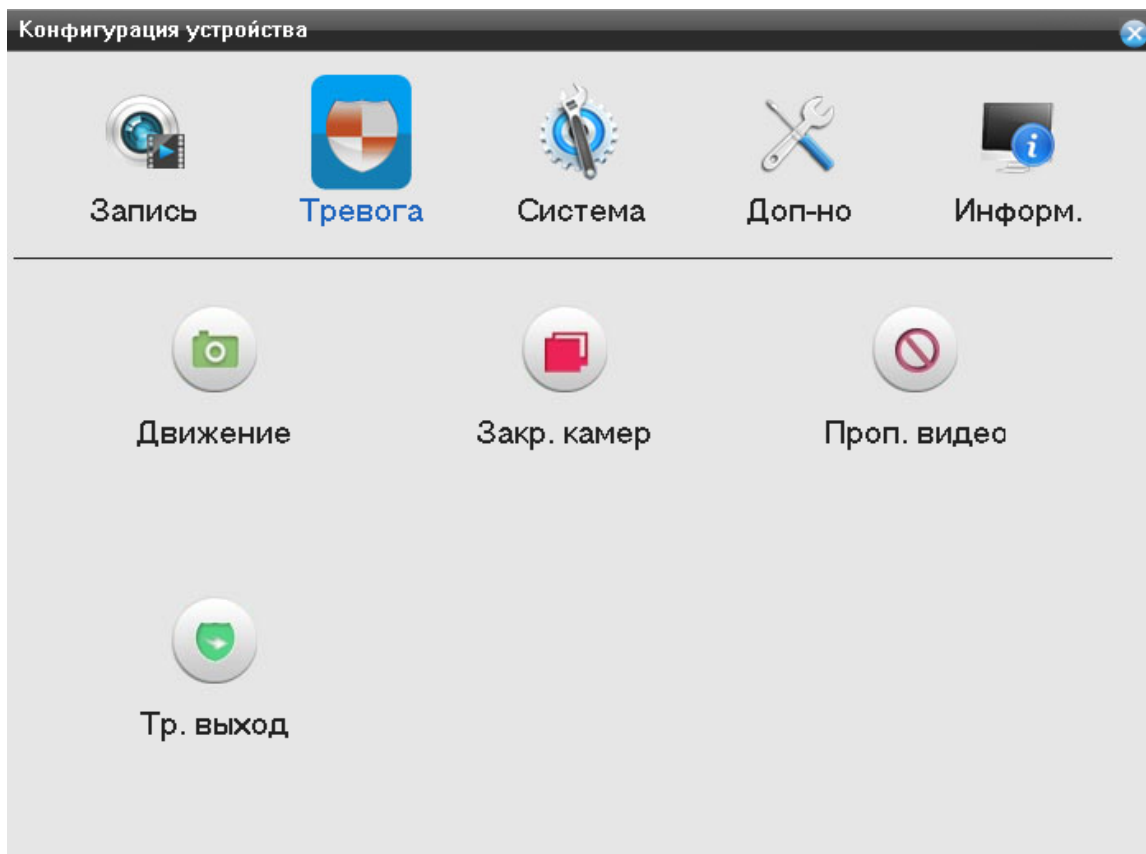 Конфигурация устройства
Запись Тревога Система Доп-но Информ.
Движение Закр. камер Проп. видео
Тр. выход